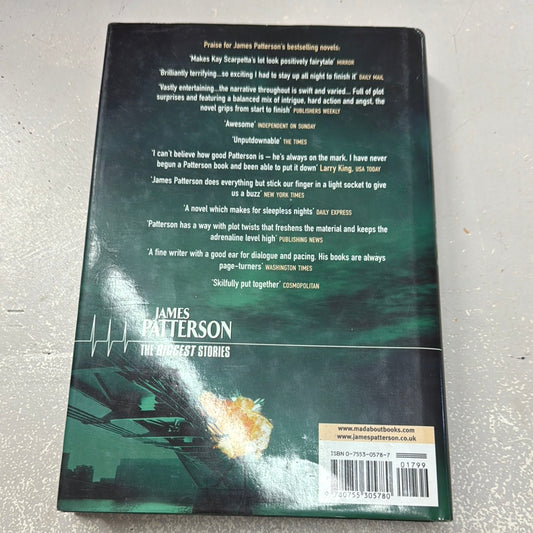 Praise for James Patterson's bestselling novels:
'Makes Kay Scarpetta's lot look positively fairytale' MIRROR
'Brilliantly terrifying...so exciting I had to stay up all night to finish it' DAILY MAIL
'Vastly entertaining...the narrative throughout is swift and varied... Full of plot
surprises and featuring a balanced mix of intrigue, hard action and angst, the
novel grips from start to finish' PUBLISHERS WEEKLY
'Awesome' INDEPENDENT ON SUNDAY
'Unputdownable' THE TIMES
'I can't believe how good Patterson is – he's always on the mark. I have never
begun a Patterson book and been able to put it down' Larry King, USA TODAY
'James Patterson does everything but stick our finger in a light socket to give
us a buzz' NEW YORK TIMES
'A novel which makes for sleepless nights' DAILY EXPRESS
'Patterson has a way with plot twists that freshens the material and keeps the
adrenaline level high' PUBLISHING NEWS
'A fine writer with a good ear for dialogue and pacing. His books are always
page-turners' WASHINGTON TIMES
'Skilfully put together' COSMOPOLITAN
JAMES
PATTERSON
THE BIGGEST STORIES
www.madaboutbooks.com
www.jamespatterson.co.uk
ISBN 0-7553-0578-7
01799
9 780755 305780